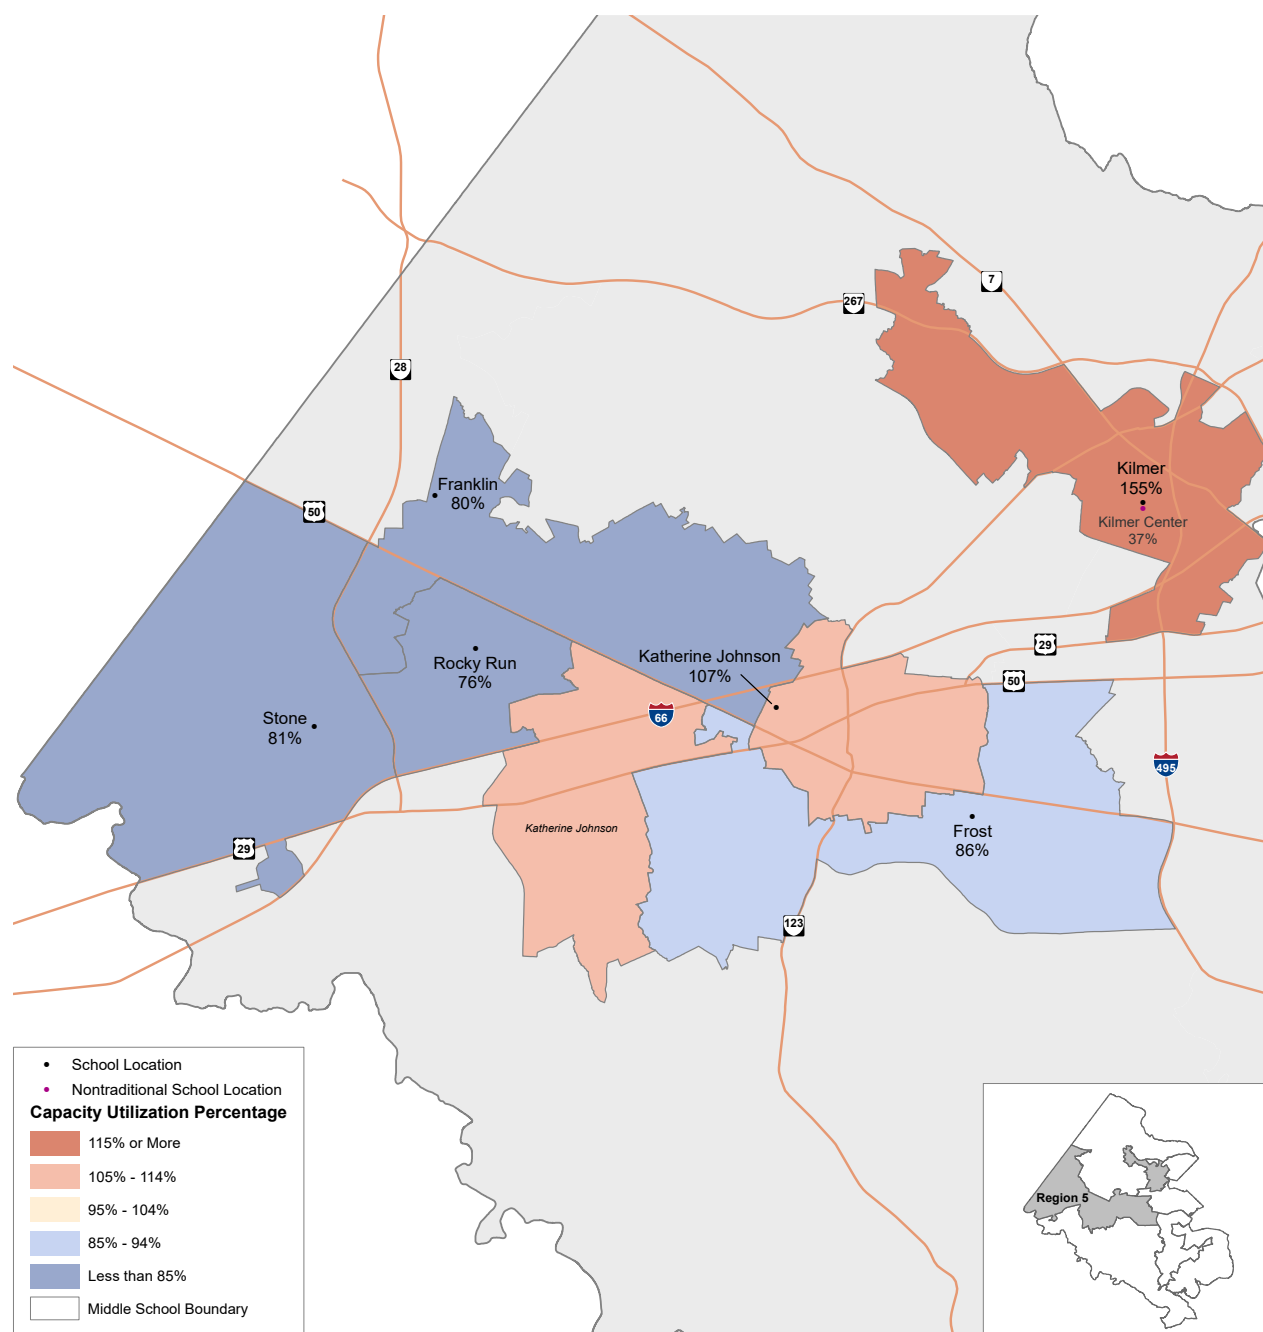 7
267
28
Kilmer
155%
Kilmer Center
37%
Franklin
80%
50
29
Katherine Johnson
107%
Rocky Run
76%
50
66
Stone
81%
495
Katherine Johnson
Frost
86%
29
123
School Location
Nontraditional School Location
Capacity Utilization Percentage
115% or More
105% - 114%
95% - 104%
85% - 94%
Less than 85%
Middle School Boundary
Region 5